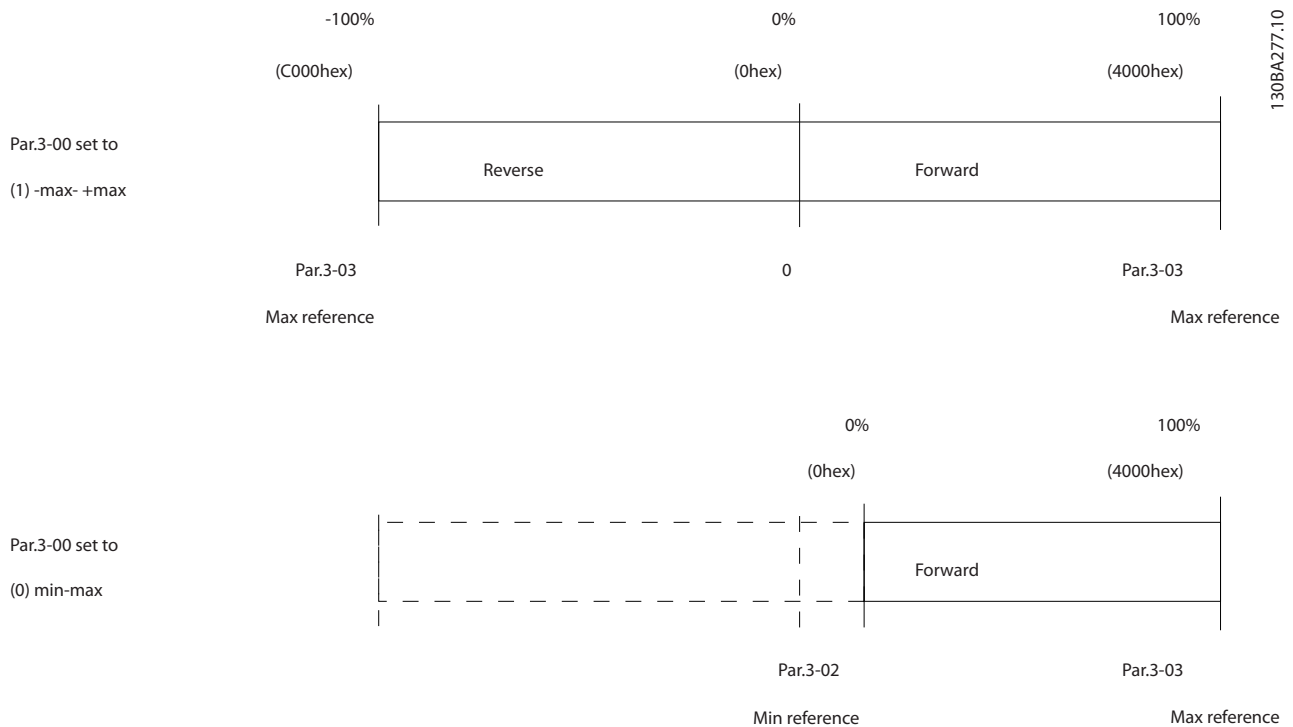 -100% 0% 100%
(C000hex) (0hex) (4000hex)
130BA277.10
Par.3-00 set to
(1) -max- +max
Reverse Forward
Par.3-03 0 Par.3-03
Max reference Max reference
0% 100%
(0hex) (4000hex)
Par.3-00 set to
(0) min-max
Forward
Par.3-02 Par.3-03
Min reference Max reference